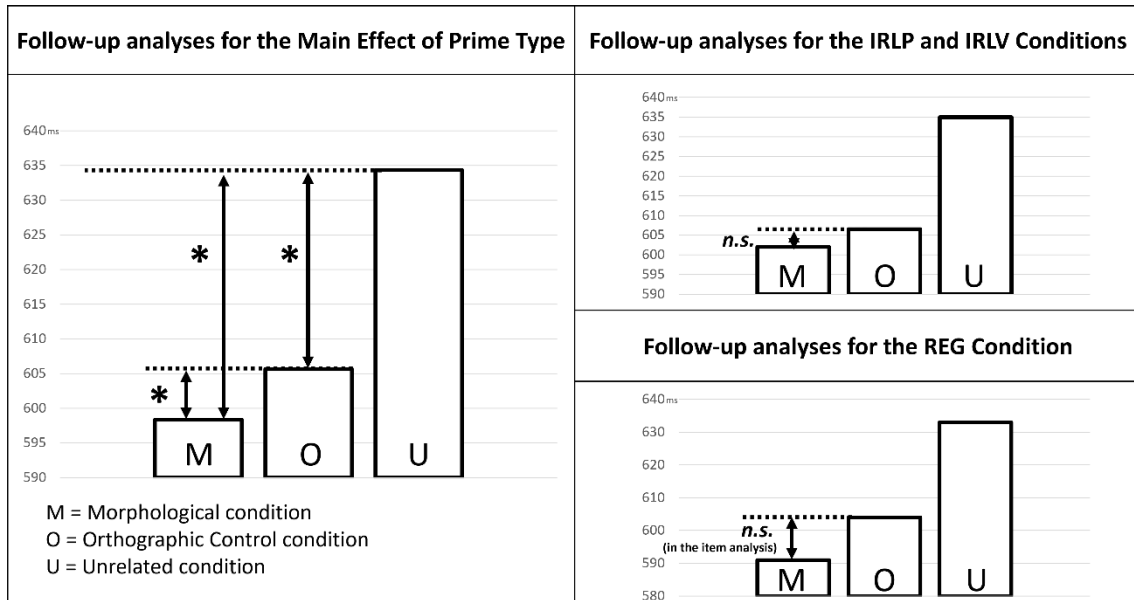 Follow-up analyses for the Main Effect of Prime Type
640ms
635
630
625
620
615
610
605
600
595
590
*
*
*
M
O
U
M = Morphological condition
O = Orthographic Control condition
U = Unrelated condition
Follow-up analyses for the IRLP and IRLV Conditions
640ms
635
630
625
620
615
610
605
600
595
590
n.s.
M
O
U
Follow-up analyses for the REG Condition
640ms
630
620
610
600
590
580
n.s.
(in the item analysis)
M
O
U